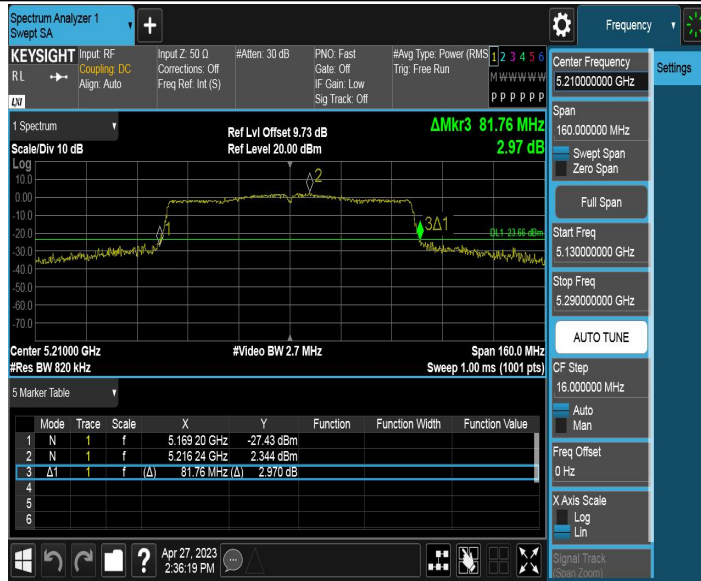 Spectrum Analyzer 1
Swept SA
+
Frequency
KEYSIGHT
Input: RF
Input Z: 50 Ω
#Atten: 30 dB
PNO: Fast
#Avg Type: Power (RMS
1 2 3 4 5 6
RL
Coupling: DC
Corrections: Off
Gate: Off
Trig: Free Run
Align: Auto
Freq Ref: Int (S)
IF Gain: Low
M W W W W W
Sig Track: Off
P P P P P P
LXI
1 Spectrum
Ref Lvl Offset 9.73 dB
ΔMkr3 81.76 MHz
Scale/Div 10 dB
Ref Level 20.00 dBm
2.97 dB
Log
10.0
0.00
-10.0
-20.0
-30.0
-40.0
-50.0
-60.0
-70.0
2
1
3Δ1
DL1 -23.66 dBm
Center 5.21000 GHz
#Video BW 2.7 MHz
Span 160.0 MHz
#Res BW 820 kHz
Sweep 1.00 ms (1001 pts)
5 Marker Table
Mode Trace Scale X Y Function Function Width Function Value
1 N 1 f 5.169 20 GHz -27.43 dBm
2 N 1 f 5.216 24 GHz 2.344 dBm
3 Δ1 1 f (Δ) 81.76 MHz (Δ) 2.970 dB
4
5
6
?
Apr 27, 2023
2:36:19 PM
Center Frequency
5.210000000 GHz
Settings
Span
160.000000 MHz
Swept Span
Zero Span
Full Span
Start Freq
5.130000000 GHz
Stop Freq
5.290000000 GHz
AUTO TUNE
CF Step
16.000000 MHz
Auto
Man
Freq Offset
0 Hz
X Axis Scale
Log
Lin
Signal Track
(Span Zoom)